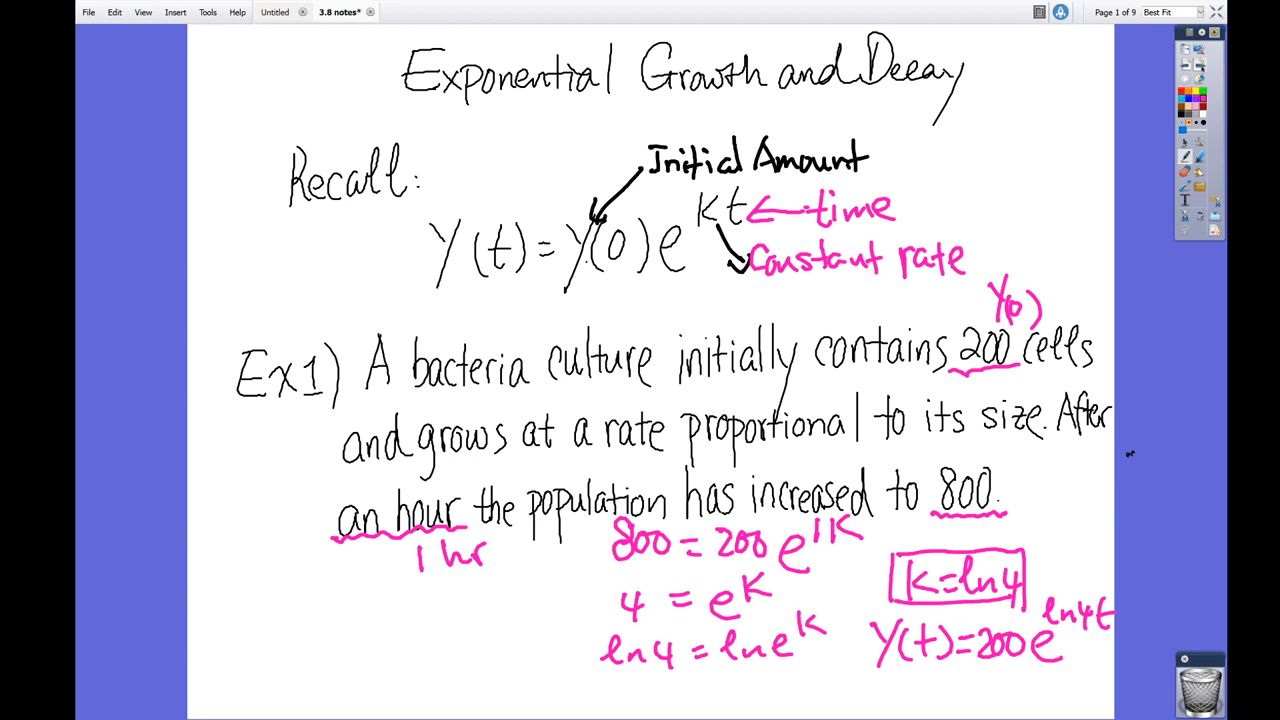 File Edit View Insert Tools Help Untitled 3.8 notes* Page 1 of 9 Best Fit
Exponential Growth and Decay
Initial Amount
Recall:
Y(t) = Y(0) e^kt ← time
Constant rate
Y(0)
Ex1) A bacteria culture initially contains 200 cells
and grows at a rate proportional to its size. After
an hour the population has increased to 800.
1 hr
800 = 200 e^1K
4 = e^K
ln4 = ln e^K
K = ln4
Y(t) = 200 e^ln4t
T